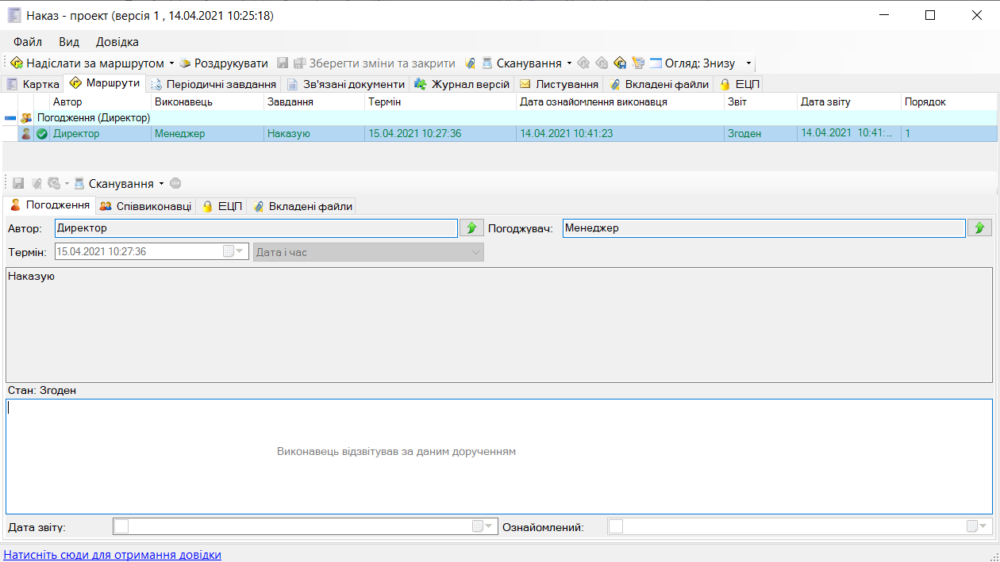 Наказ - проект (версія 1 , 14.04.2021 10:25:18)
Файл Вид Довідка
Надіслати за маршрутом Роздрукувати Зберегти зміни та закрити Сканування Огляд: Знизу
Картка Маршрути Періодичні завдання Зв'язані документи Журнал версій Листування Вкладені файли ЕЦП
Автор Виконавець Завдання Термін Дата ознайомлення виконавця Звіт Дата звіту Порядок
Погодження (Директор)
Директор Менеджер Наказую 15.04.2021 10:27:36 14.04.2021 10:41:23 Згоден 14.04.2021 10:41:... 1
Сканування
Погодження Співвиконавці ЕЦП Вкладені файли
Автор: Директор Погоджувач: Менеджер
Термін: 15.04.2021 10:27:36 Дата і час
Наказую
Стан: Згоден
Виконавець відзвітував за даним дорученням
Дата звіту: Ознайомлений:
Натисніть сюди для отримання довідки